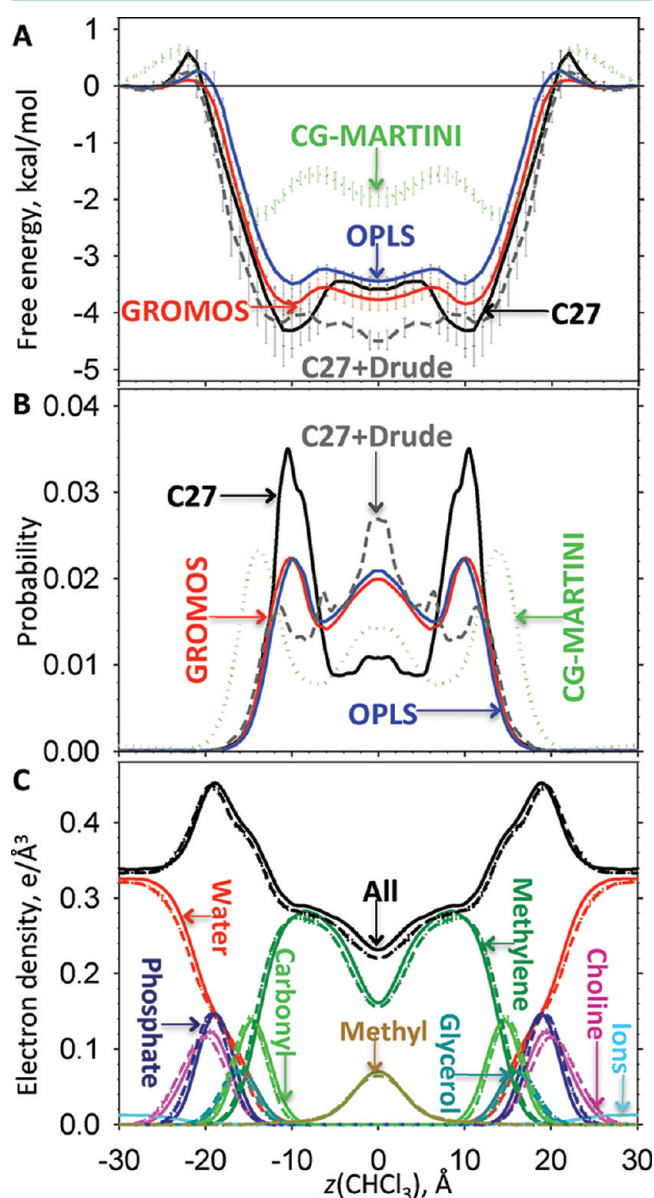 A
Free energy, kcal/mol
1
0
-1
-2
-3
-4
-5
CG-MARTINI
OPLS
GROMOS
C27
C27+Drude
B
Probability
0.04
0.03
0.02
0.01
0.00
C27+Drude
C27
GROMOS
CG-MARTINI
OPLS
C
Electron density, e/Å³
0.4
0.3
0.2
0.1
0.0
Water
All
Methylene
Phosphate
Carbonyl
Methyl
Glycerol
Choline
Ions
-30 -20 -10 0 10 20 30
z(CHCl₃), Å